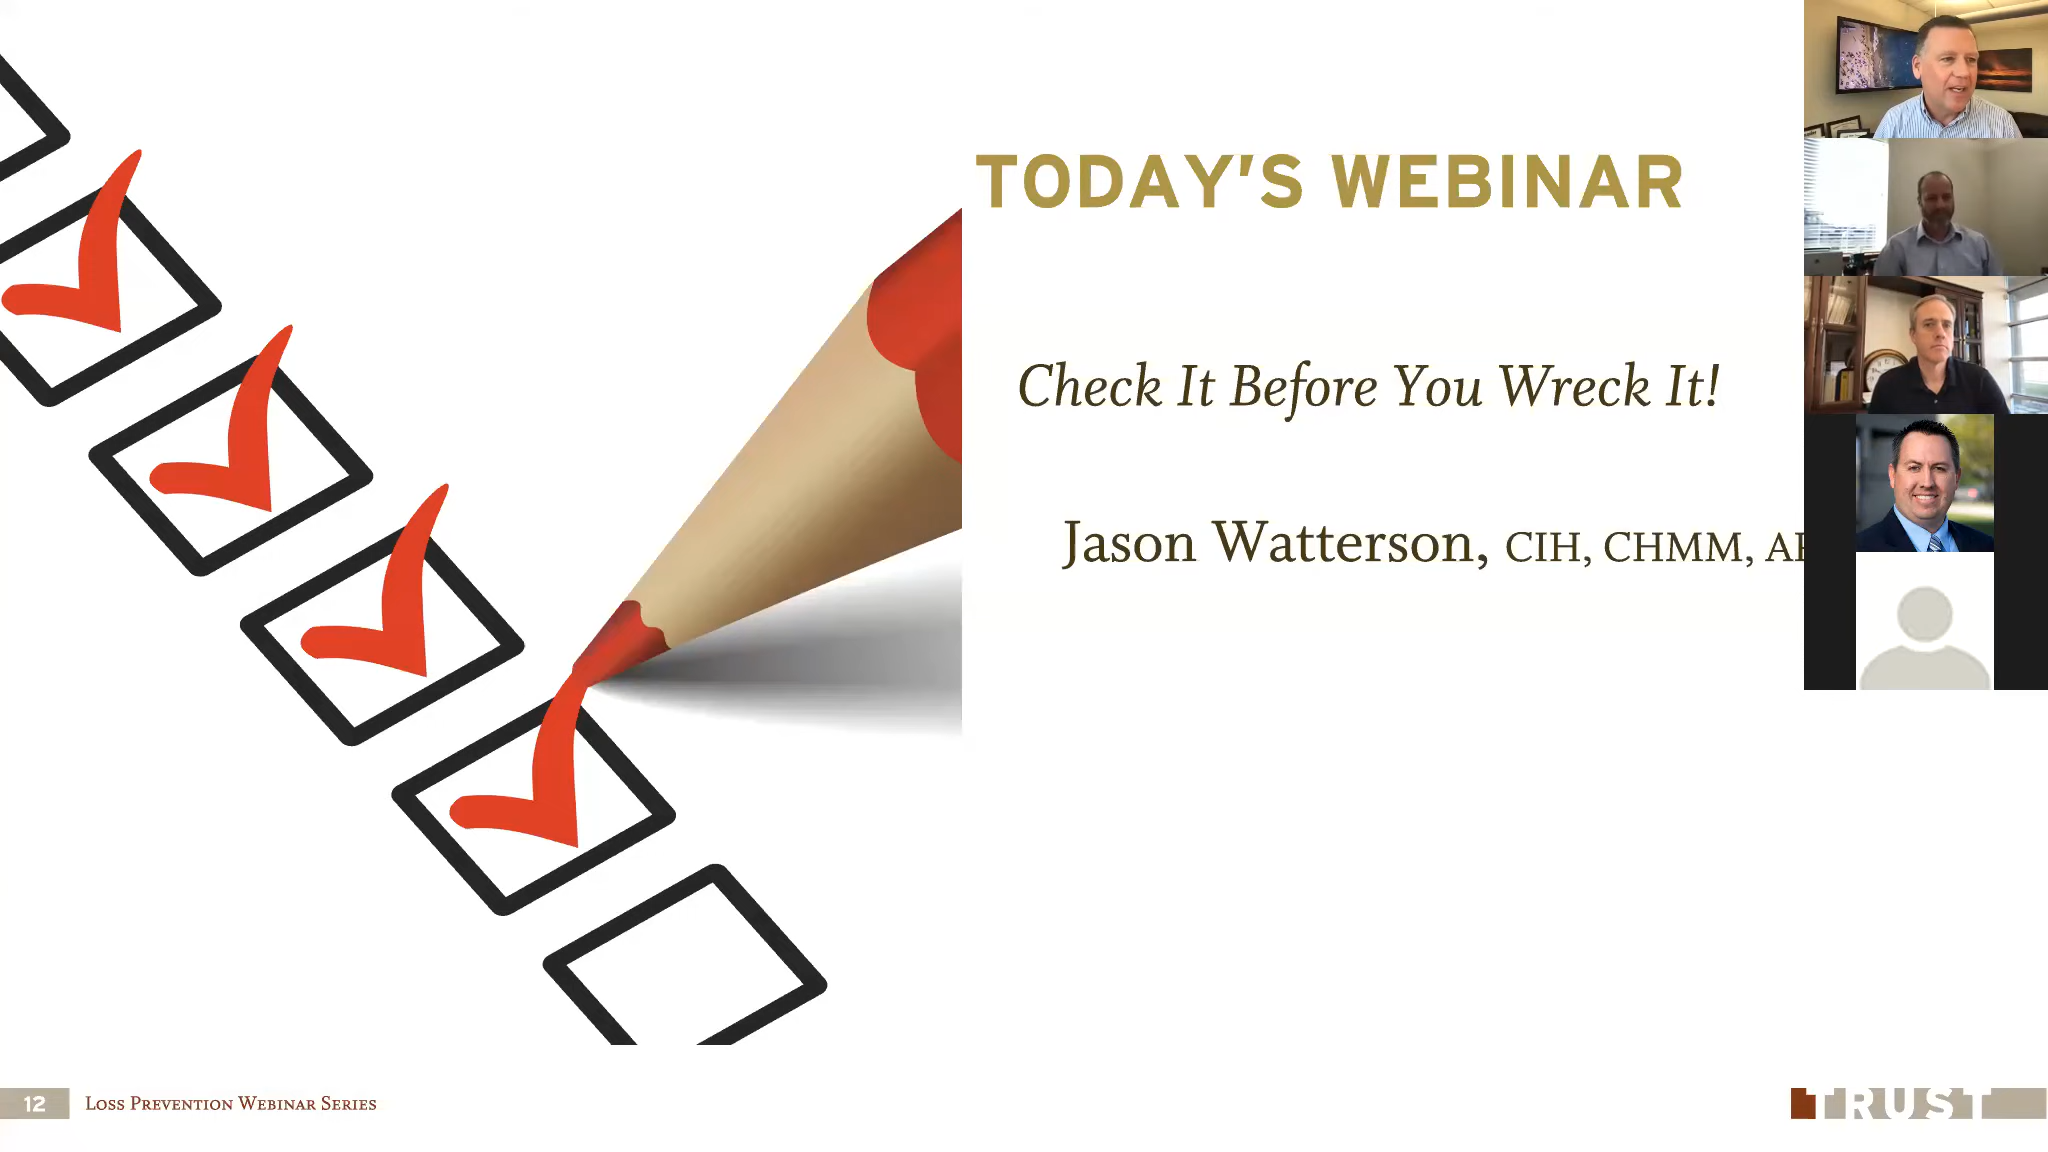 TODAY'S WEBINAR
Check It Before You Wreck It!
Jason Watterson, CIH, CHMM,
12 Loss Prevention Webinar Series
TRUST